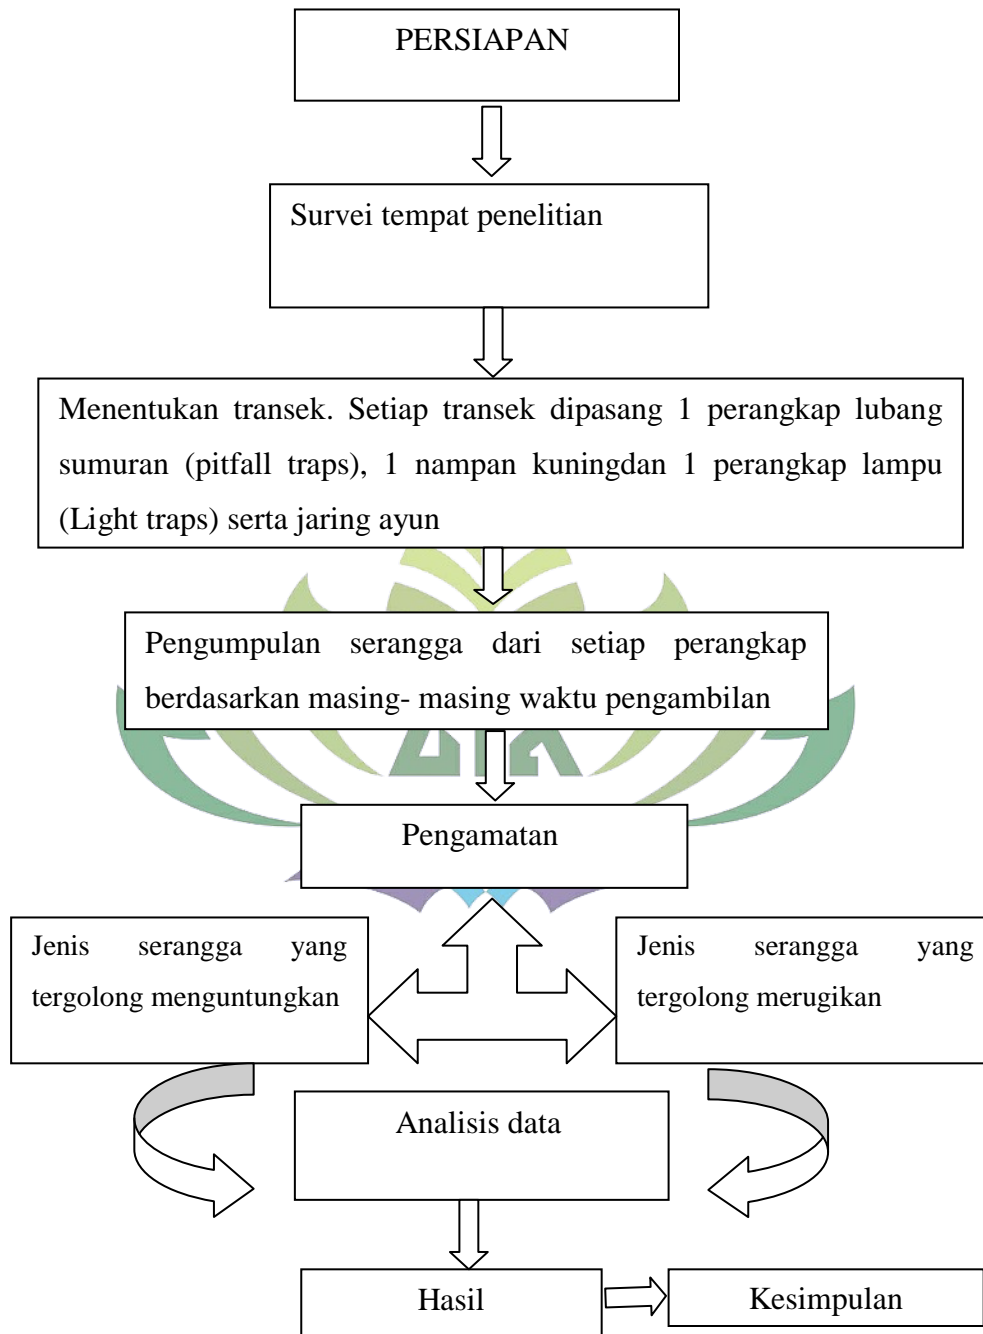 PERSIAPAN
Survei tempat penelitian
Menentukan transek. Setiap transek dipasang 1 perangkap lubang
sumuran (pitfall traps), 1 nampan kuningdan 1 perangkap lampu
(Light traps) serta jaring ayun
Pengumpulan serangga dari setiap perangkap
berdasarkan masing- masing waktu pengambilan
Pengamatan
Jenis serangga yang
tergolong menguntungkan
Jenis serangga yang
tergolong merugikan
Analisis data
Hasil
Kesimpulan